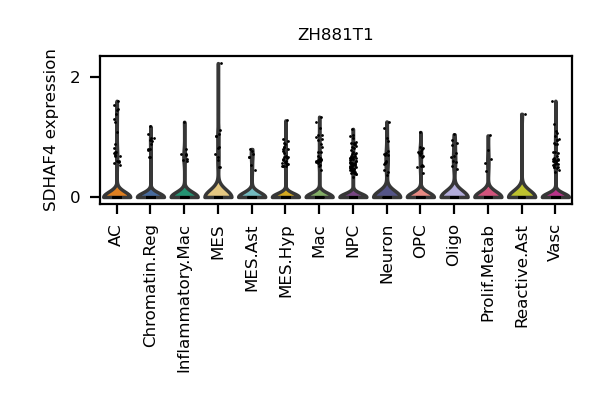 ZH881T1
SDHAF4 expression
2
0
AC
Chromatin.Reg
Inflammatory.Mac
MES
MES.Ast
MES.Hyp
Mac
NPC
Neuron
OPC
Oligo
Prolif.Metab
Reactive.Ast
Vasc